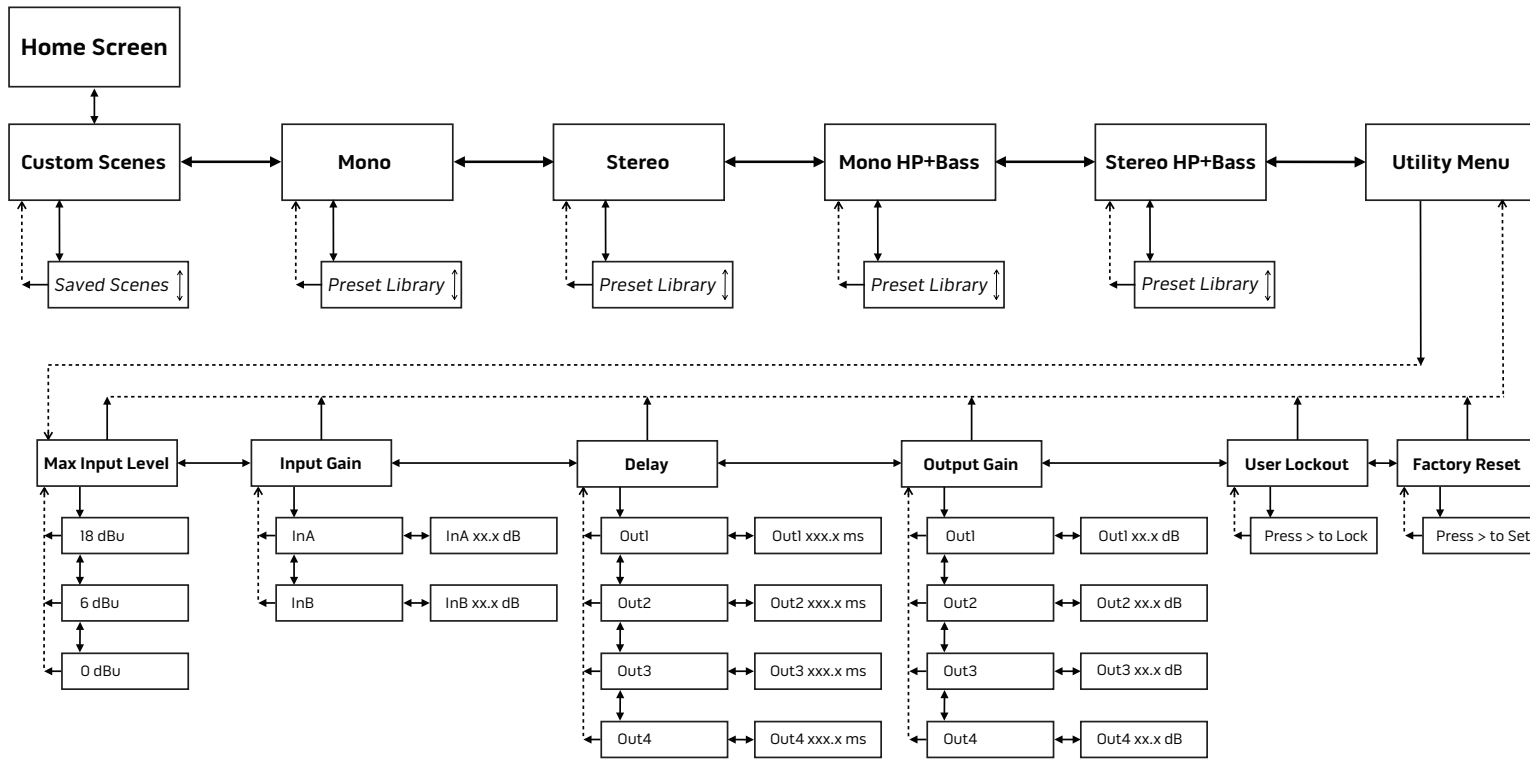 Home Screen
Custom Scenes
Mono
Stereo
Mono HP+Bass
Stereo HP+Bass
Utility Menu
Saved Scenes
Preset Library
Preset Library
Preset Library
Preset Library
Max Input Level
Input Gain
Delay
Output Gain
User Lockout
Factory Reset
18 dBu
InA
InA xx.x dB
Out1
Out1 xxx.x ms
Out1
Out1 xx.x dB
Press > to Lock
Press > to Set
6 dBu
InB
InB xx.x dB
Out2
Out2 xxx.x ms
Out2
Out2 xx.x dB
0 dBu
Out3
Out3 xxx.x ms
Out3
Out3 xx.x dB
Out4
Out4 xxx.x ms
Out4
Out4 xx.x dB